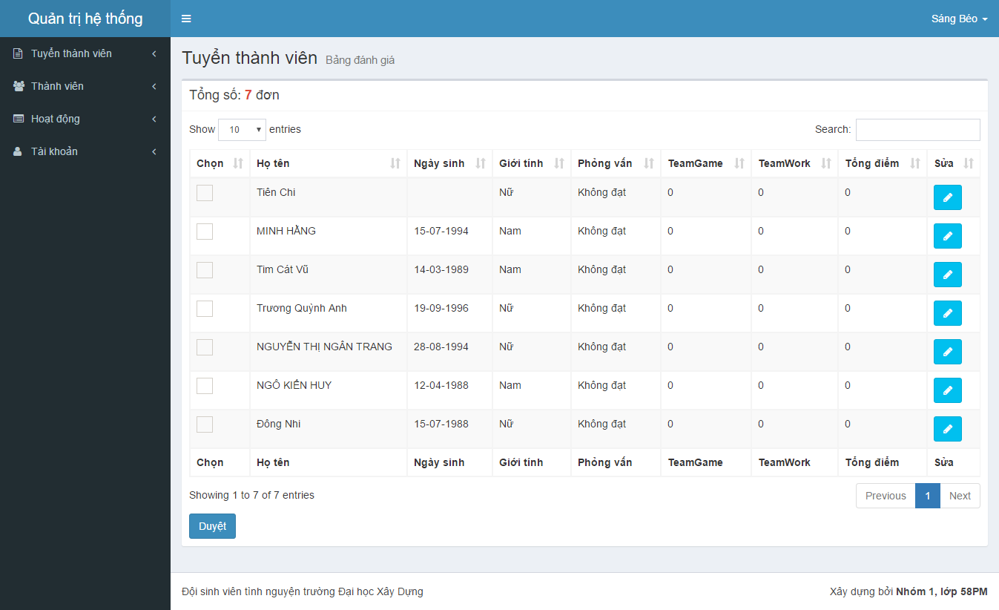 Quản trị hệ thống
Sáng Béo
Tuyển thành viên
Thành viên
Hoạt động
Tài khoản
Tuyển thành viên Bảng đánh giá
Tổng số: 7 đơn
Show 10 entries Search:
Chọn Họ tên Ngày sinh Giới tính Phỏng vấn TeamGame TeamWork Tổng điểm Sửa
Tiên Chi Nữ Không đạt 0 0 0
MINH HẰNG 15-07-1994 Nam Không đạt 0 0 0
Tim Cát Vũ 14-03-1989 Nam Không đạt 0 0 0
Trương Quỳnh Anh 19-09-1996 Nữ Không đạt 0 0 0
NGUYỄN THỊ NGÂN TRANG 28-08-1994 Nữ Không đạt 0 0 0
NGÔ KIẾN HUY 12-04-1988 Nam Không đạt 0 0 0
Đông Nhi 15-07-1988 Nữ Không đạt 0 0 0
Chọn Họ tên Ngày sinh Giới tính Phỏng vấn TeamGame TeamWork Tổng điểm Sửa
Showing 1 to 7 of 7 entries Previous 1 Next
Duyệt
Đội sinh viên tình nguyện trường Đại học Xây Dựng Xây dựng bởi Nhóm 1, lớp 58PM